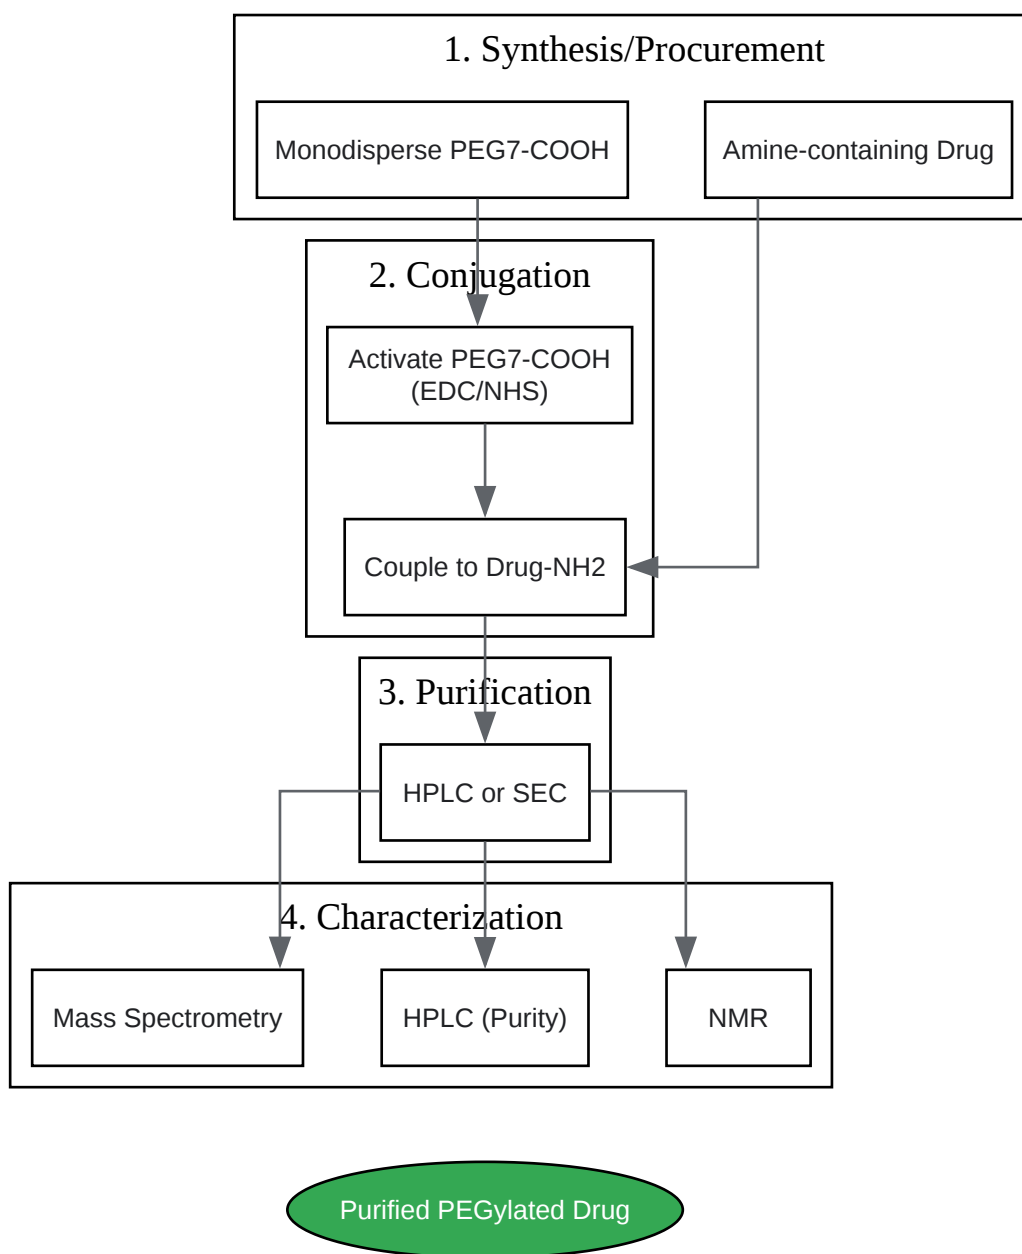 1. Synthesis/Procurement
Monodisperse PEG7-COOH
Amine-containing Drug
2. Conjugation
Activate PEG7-COOH
(EDC/NHS)
Couple to Drug-NH2
3. Purification
HPLC or SEC
4. Characterization
Mass Spectrometry
HPLC (Purity)
NMR
Purified PEGylated Drug